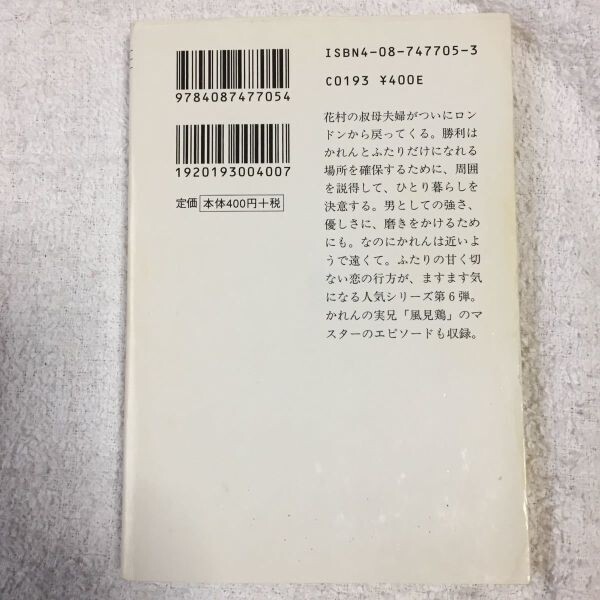 ISBN4-08-747705-3
9784087477054
C0193 ¥400E
1920193004007
定価 本体400円+税
花村の叔母夫婦がついにロン
ドンから戻ってくる。勝利は
かれんとふたりだけになれる
場所を確保するために、周囲
を説得して、ひとり暮らしを
決意する。男としての強さ、
優しさに、磨きをかけるため
にも。なのにかれんは近いよ
うで遠くて。ふたりの甘く切
ない恋の行方が、ますます気
になる人気シリーズ第6弾。
かれんの実兄「風見鶏」のマ
スターのエピソードも収録。